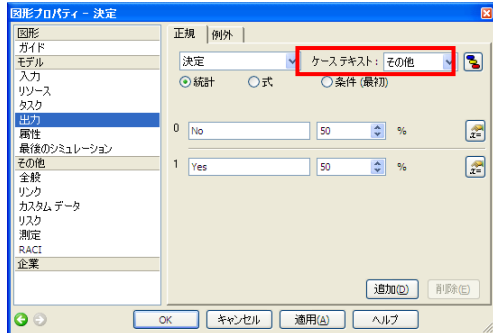 図形プロパティ - 決定
図形
ガイド
モデル
入力
リソース
タスク
出力
属性
最後のシミュレーション
その他
全般
リンク
カスタム データ
リスク
測定
RACI
企業
正規 例外
決定 ケーステキスト: その他
統計 式 条件 (最初)
0 No 50 %
1 Yes 50 %
追加(D) 削除(E)
OK キャンセル 適用(A) ヘルプ